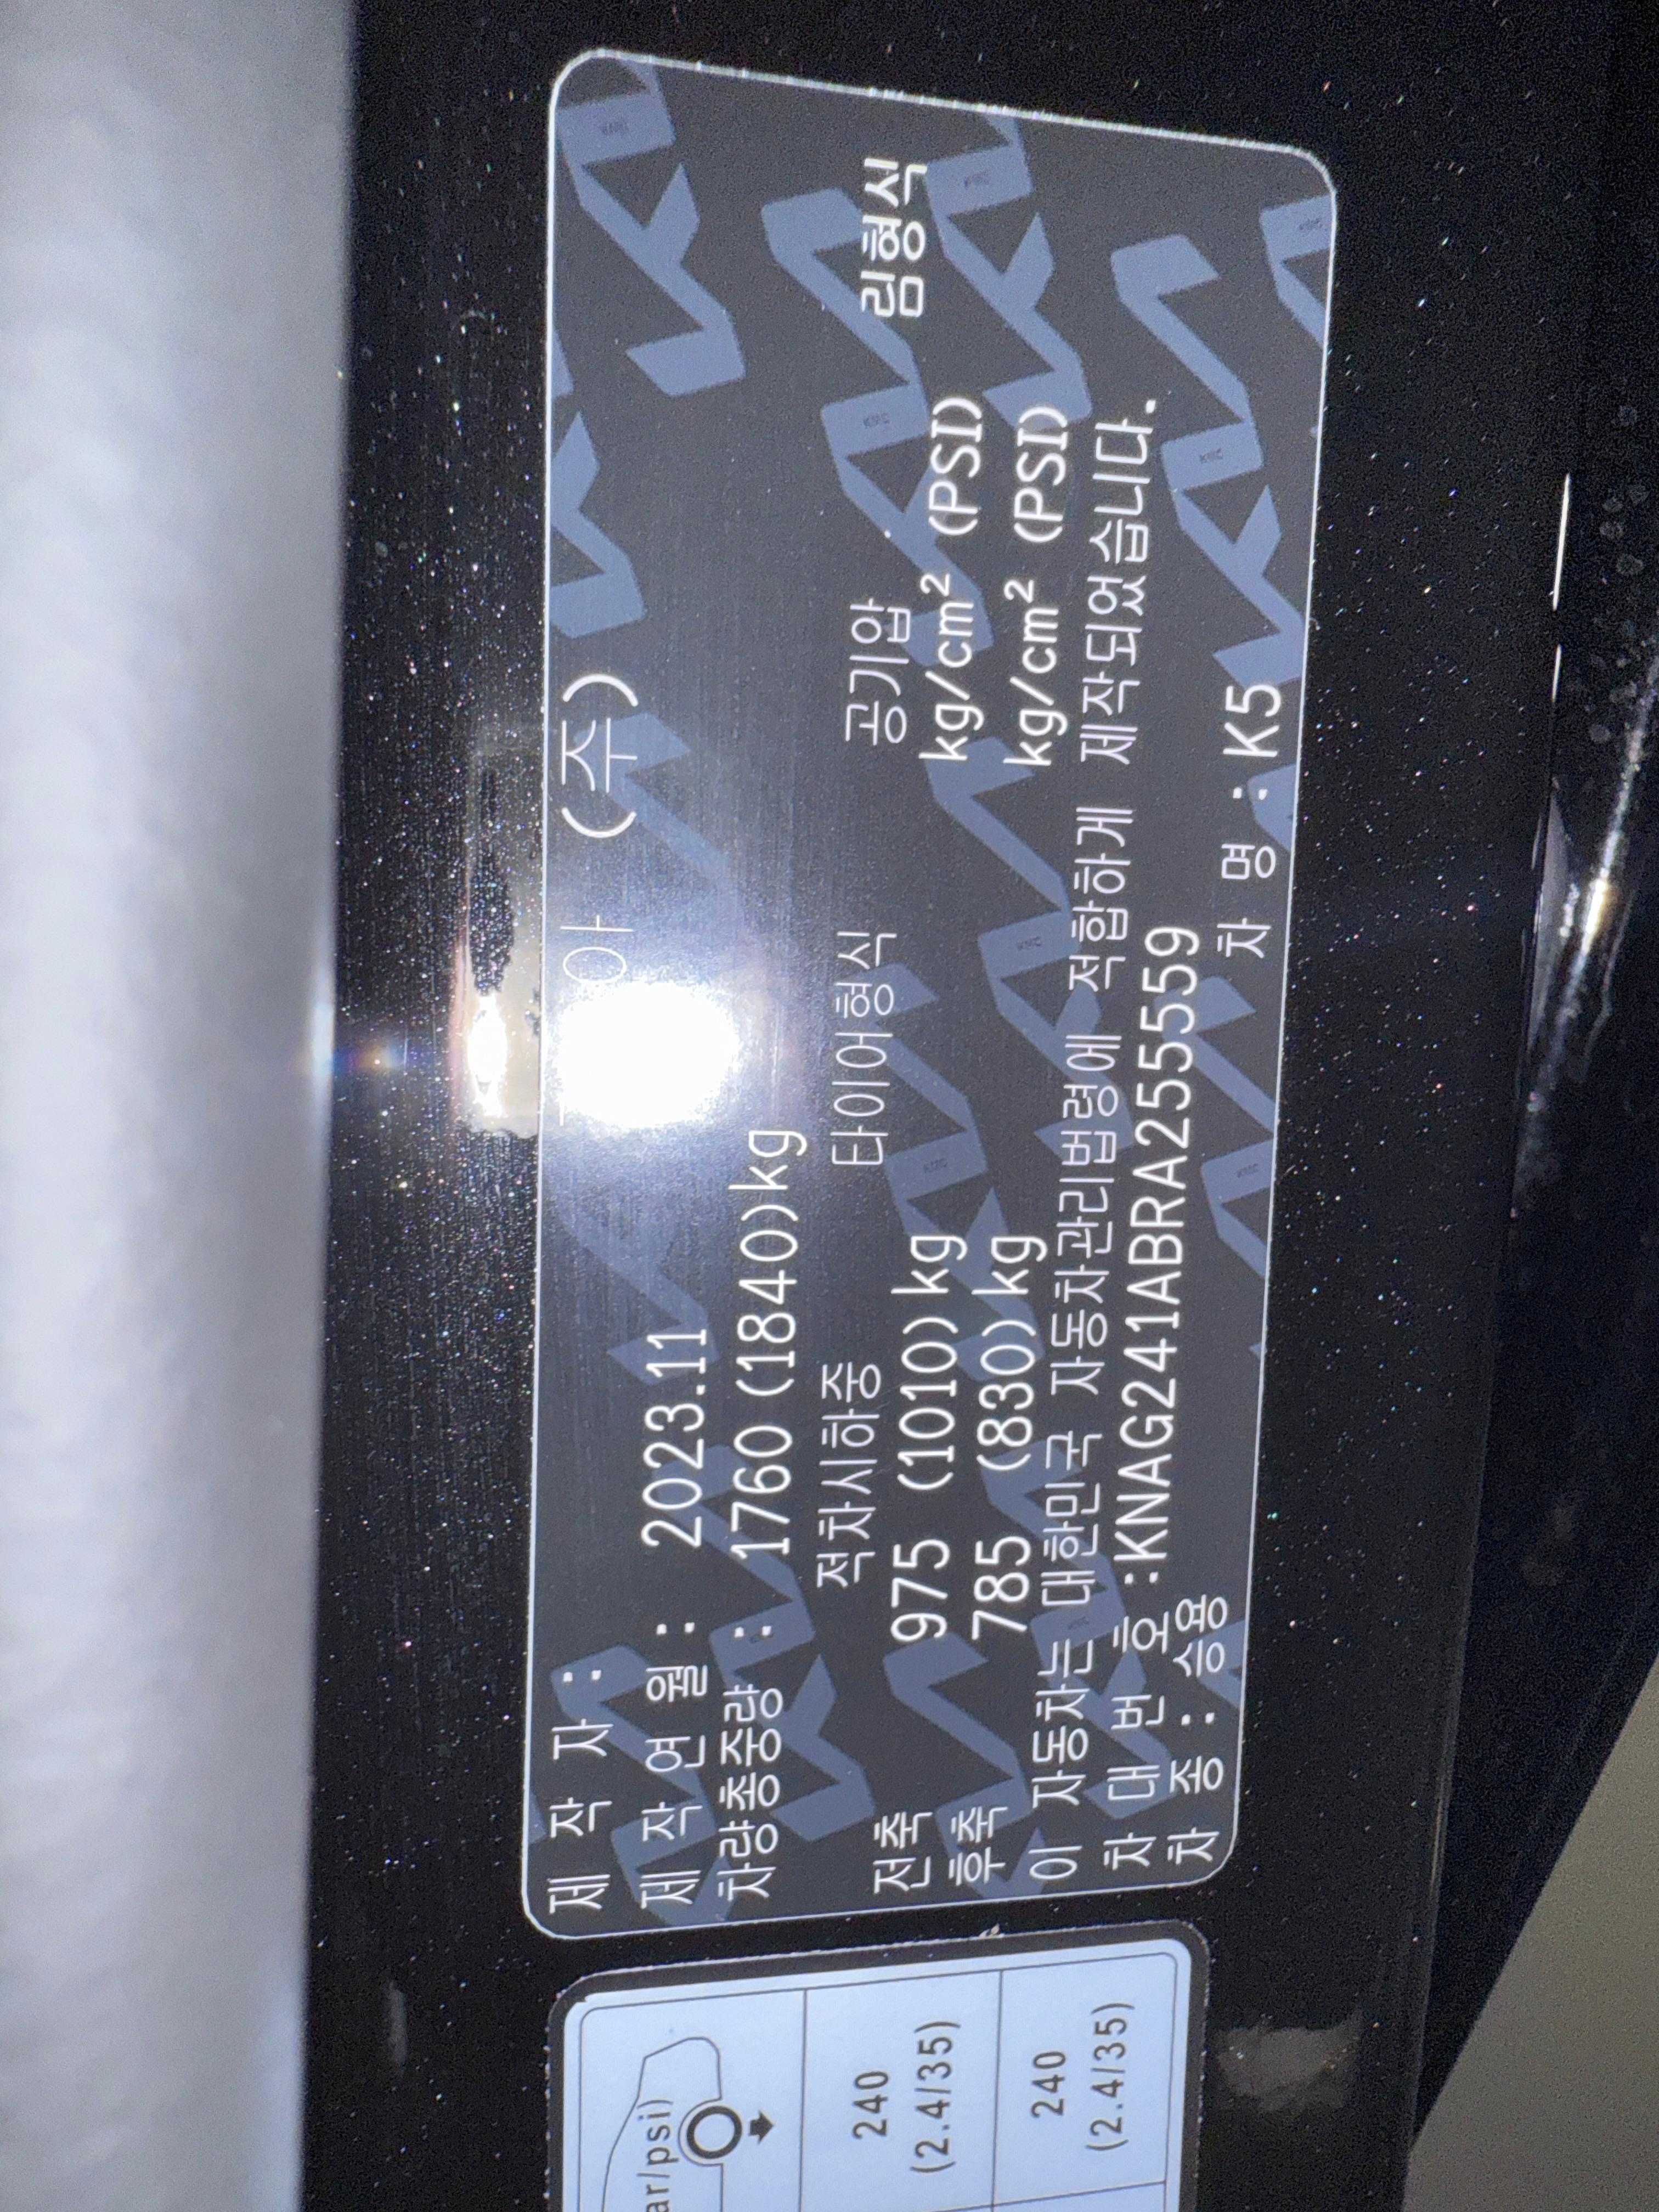 제 작 자 : 아 (주)
제 작 연 월 : 2023.11
차량총중량 : 1760 (1840)kg
적차시하중 타이어형식 공기압 림형식
전축 975 (1010) kg kg/cm² (PSI)
후축 785 (830) kg kg/cm² (PSI)
이 자동차는 대한민국 자동차관리법령에 적합하게 제작되었습니다.
차 대 번 호 :KNAG241ABRA255559
차 종 : 승용 차 명 : K5
ar/psi)
240
(2.4/35)
240
(2.4/35)